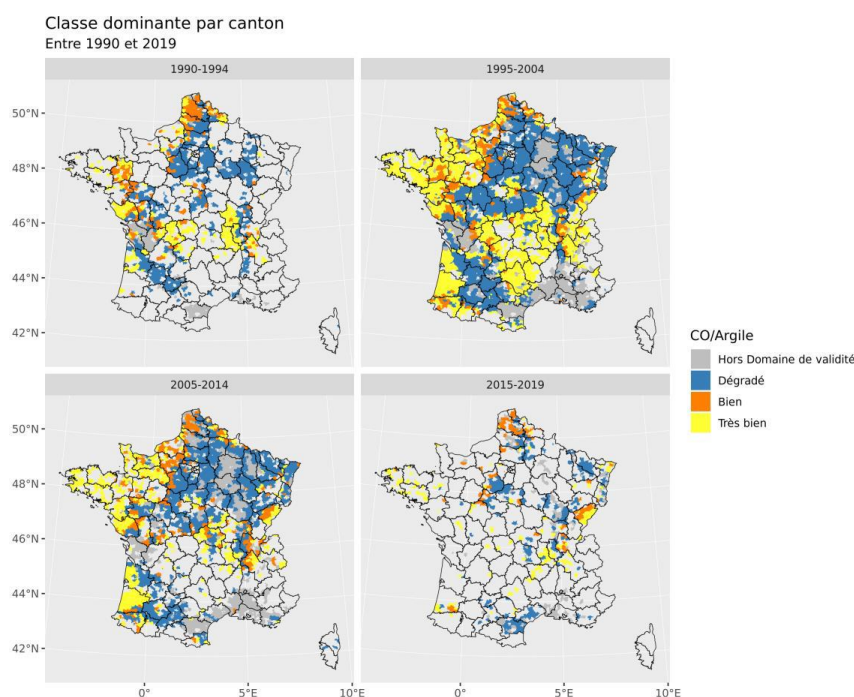 Classe dominante par canton
Entre 1990 et 2019
1990-1994
1995-2004
50°N
48°N
46°N
44°N
42°N
2005-2014
2015-2019
50°N
48°N
46°N
44°N
42°N
0°
5°E
10°E
0°
5°E
10°E
CO/Argile
Hors Domaine de validité
Dégradé
Bien
Très bien